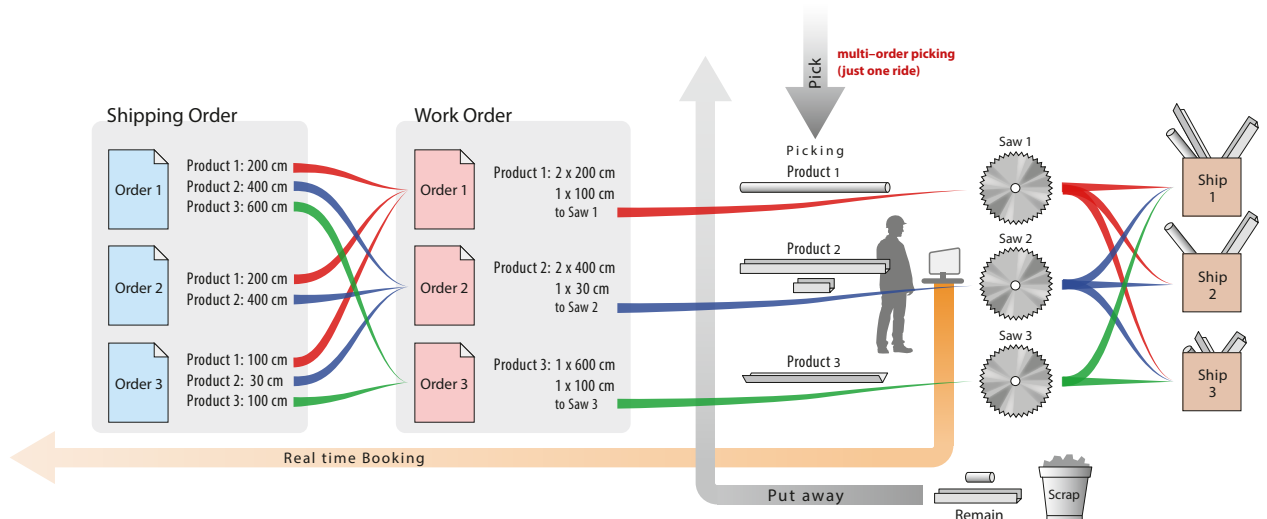 Pick
multi–order picking
(just one ride)
Shipping Order
Order 1
Product 1: 200 cm
Product 2: 400 cm
Product 3: 600 cm
Order 2
Product 1: 200 cm
Product 2: 400 cm
Order 3
Product 1: 100 cm
Product 2: 30 cm
Product 3: 100 cm
Work Order
Order 1
Product 1: 2 x 200 cm
1 x 100 cm
to Saw 1
Order 2
Product 2: 2 x 400 cm
1 x 30 cm
to Saw 2
Order 3
Product 3: 1 x 600 cm
1 x 100 cm
to Saw 3
Picking
Product 1
Product 2
Product 3
Saw 1
Saw 2
Saw 3
Ship
1
Ship
2
Ship
3
Real time Booking
Put away
Remain
Scrap